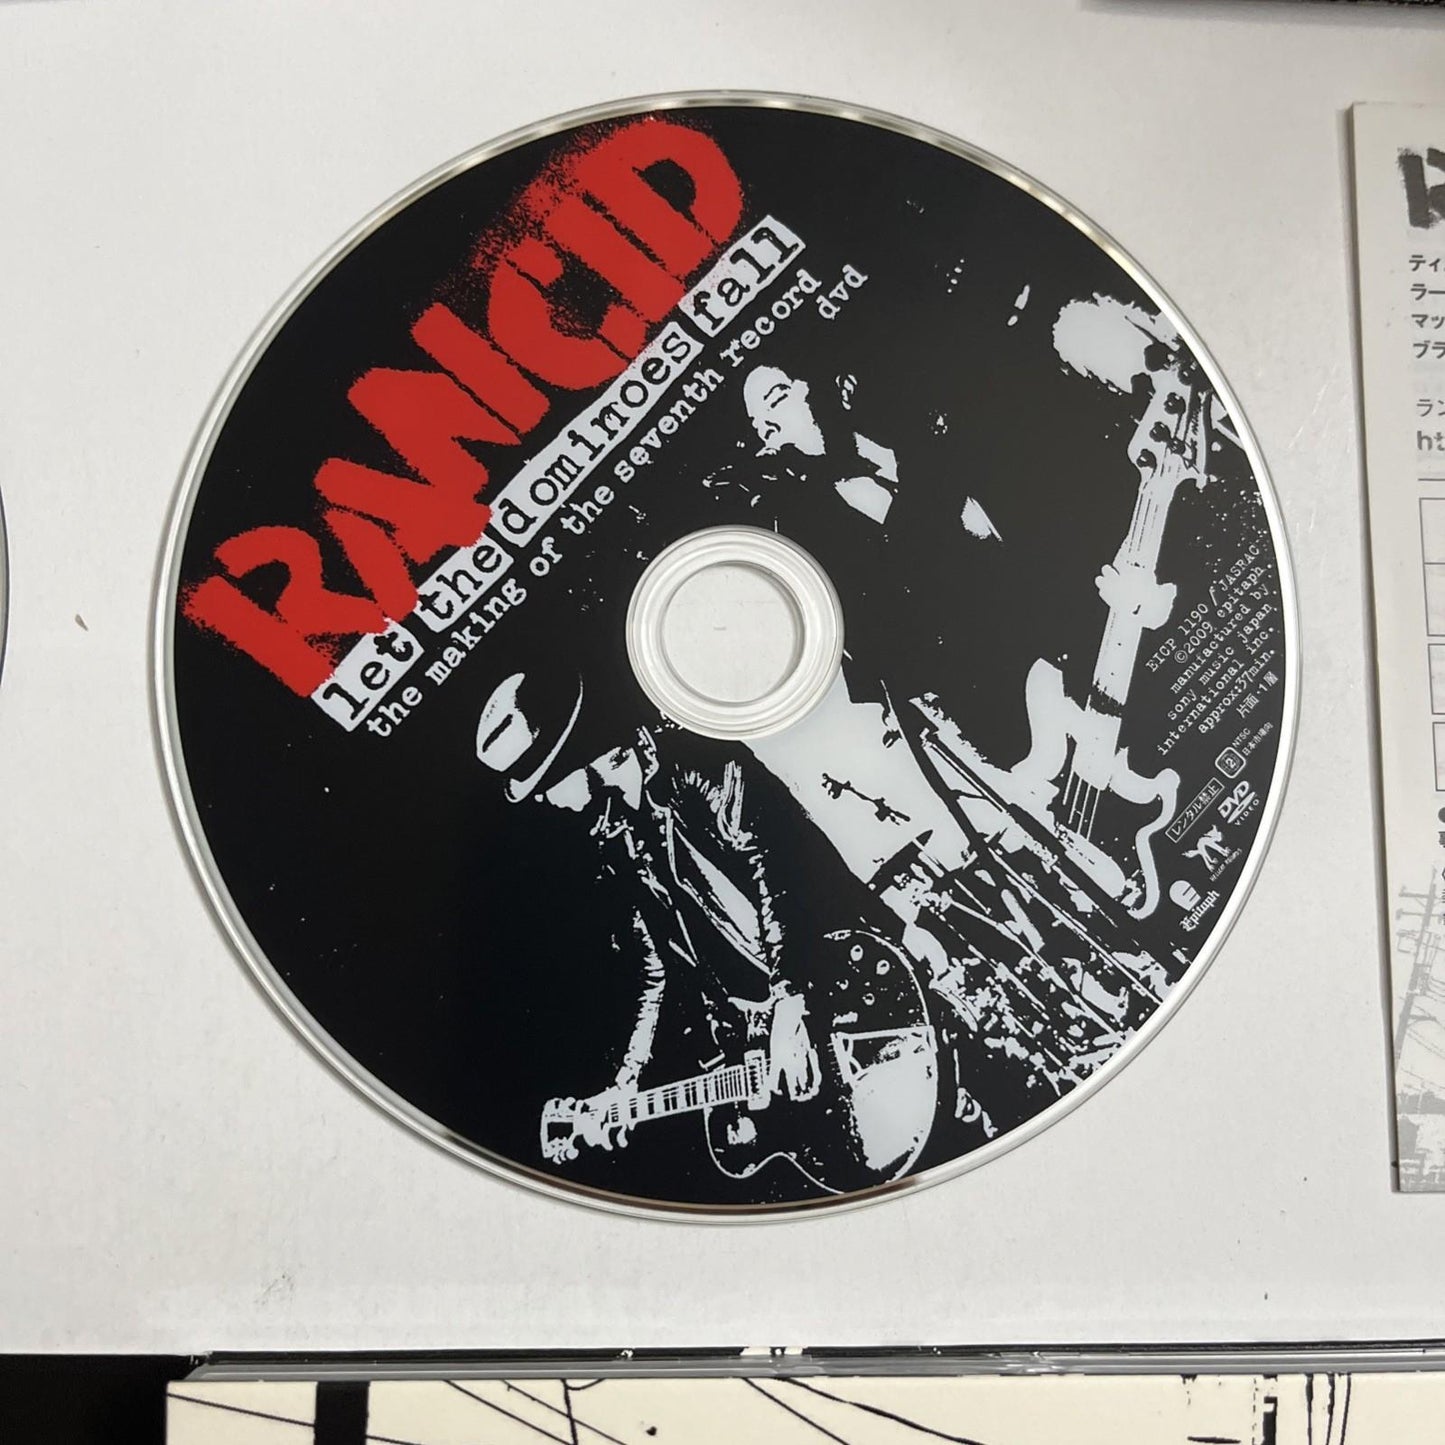 RANCID
let the dominoes fall
the making of the seventh record
dvd
EICP 1190 / JASRAC
©2009 epitaph.
manufactured by
sony music japan
international inc.
approx:57min.
片面・1層
2
NTSC
日本市場向
レンタル禁止
DVD
VIDEO
Epitaph
ティ
ラー
マッ
ブラ
ラン
ht